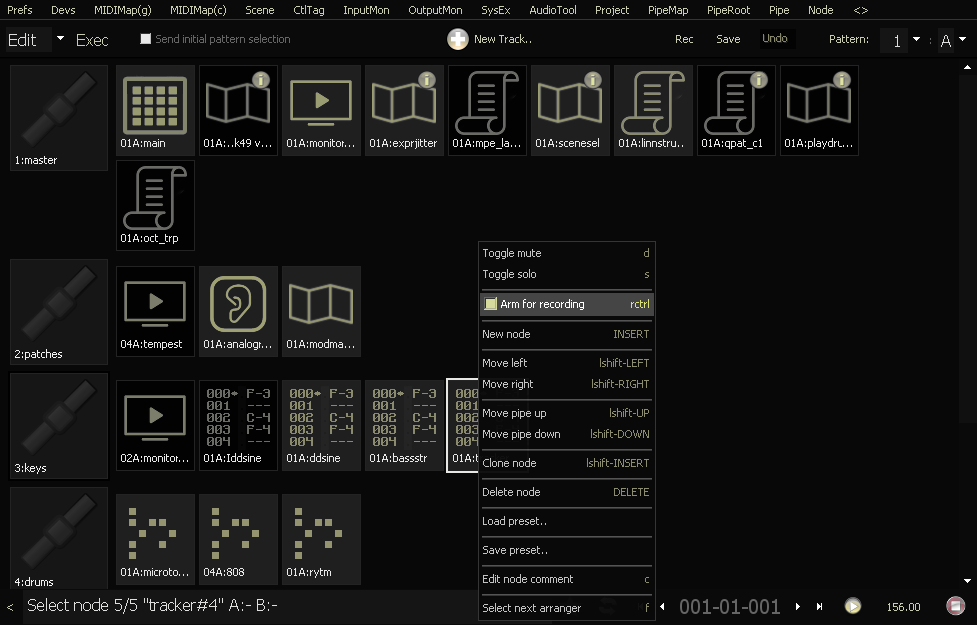 Prefs Devs MIDIMap(g) MIDIMap(c) Scene CtlTag InputMon OutputMon SysEx AudioTool Project PipeMap PipeRoot Pipe Node <>
Edit Exec Send initial pattern selection New Track.. Rec Save Undo Pattern: 1 : A
01A:main 01A:..k49 v... 01A:monitor... 01A:exprjitter 01A:mpe_la... 01A:scenesel 01A:linnstru... 01A:qpat_c1 01A:playdru...
1:master
01A:oct_trp
04A:tempest 01A:analogr... 01A:modma...
2:patches
000* F-3 000* F-3 000* F-3 000
001 --- 001 --- 001 --- 001
002 C-4 002 C-4 002 C-4 002
003 F-4 003 F-4 003 F-4 003
004 --- 004 --- 004 --- 004
02A:monitor... 01A:Iddsine 01A:ddsine 01A:bassstr 01A:t
3:keys
01A:microto... 04A:808 01A:rytm
4:drums
Toggle mute d
Toggle solo s
Arm for recording rctrl
New node INSERT
Move left lshift-LEFT
Move right lshift-RIGHT
Move pipe up lshift-UP
Move pipe down lshift-DOWN
Clone node lshift-INSERT
Delete node DELETE
Load preset..
Save preset..
Edit node comment c
Select next arranger f
< Select node 5/5 "tracker#4" A:- B:- 001-01-001 156.00